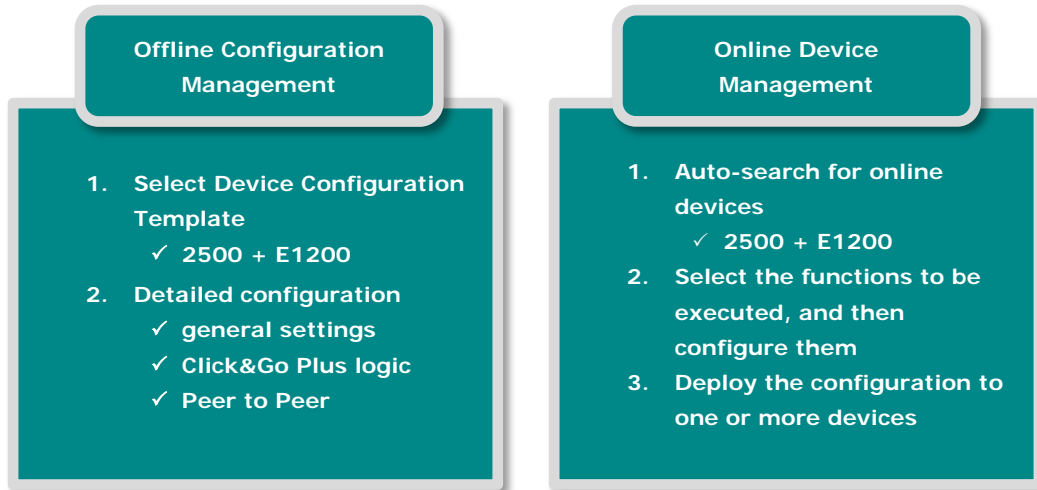 Offline Configuration
Management
1. Select Device Configuration
Template
✓ 2500 + E1200
2. Detailed configuration
✓ general settings
✓ Click&Go Plus logic
✓ Peer to Peer
Online Device
Management
1. Auto-search for online
devices
✓ 2500 + E1200
2. Select the functions to be
executed, and then
configure them
3. Deploy the configuration to
one or more devices